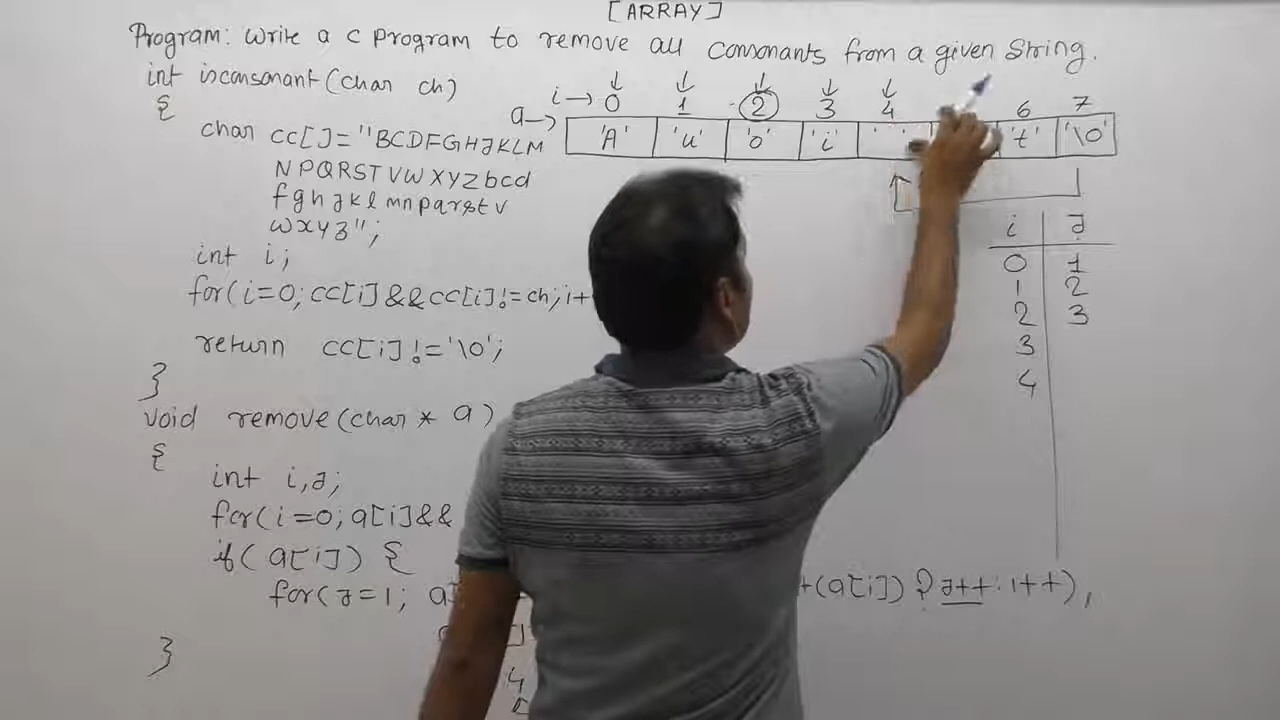 [ARRAY]
Program: Write a c program to remove all consonants from a given string.
int isconsonant(char ch)
{
char cc[]="BCDFGHJKLM
NPQRSTVWXYZbcd
fghjklmnpqrstv
wxyz";
int i;
for(i=0;cc[i]&&cc[i]!=ch;i+
return cc[i]!='\0';
}
void remove(char * a)
{
int i,j;
for(i=0;a[i]&&
if(a[i]) {
for(j=1; a
+(a[i])?j++:i++),
}
i→ 0 1 2 3 4 6 7
a→ 'A' 'u' 'o' 'i' ' ' 't' '\0'
i j
0 1
1 2
2 3
3
4
4